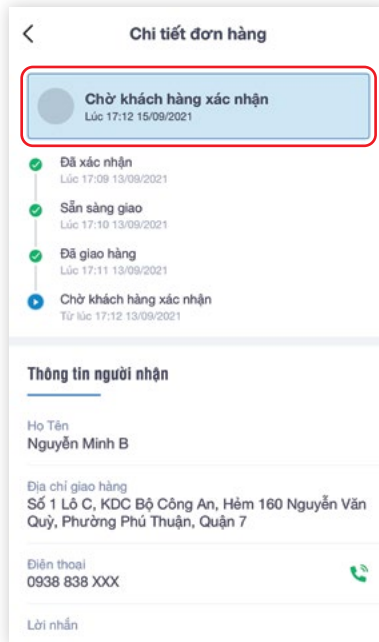 Chi tiết đơn hàng
Chờ khách hàng xác nhận
Lúc 17:12 15/09/2021
Đã xác nhận
Lúc 17:09 13/09/2021
Sẵn sàng giao
Lúc 17:10 13/09/2021
Đã giao hàng
Lúc 17:11 13/09/2021
Chờ khách hàng xác nhận
Từ lúc 17:12 13/09/2021
Thông tin người nhận
Họ Tên
Nguyễn Minh B
Địa chỉ giao hàng
Số 1 Lô C, KDC Bộ Công An, Hẻm 160 Nguyễn Văn
Quỳ, Phường Phú Thuận, Quận 7
Điện thoại
0938 838 XXX
Lời nhắn